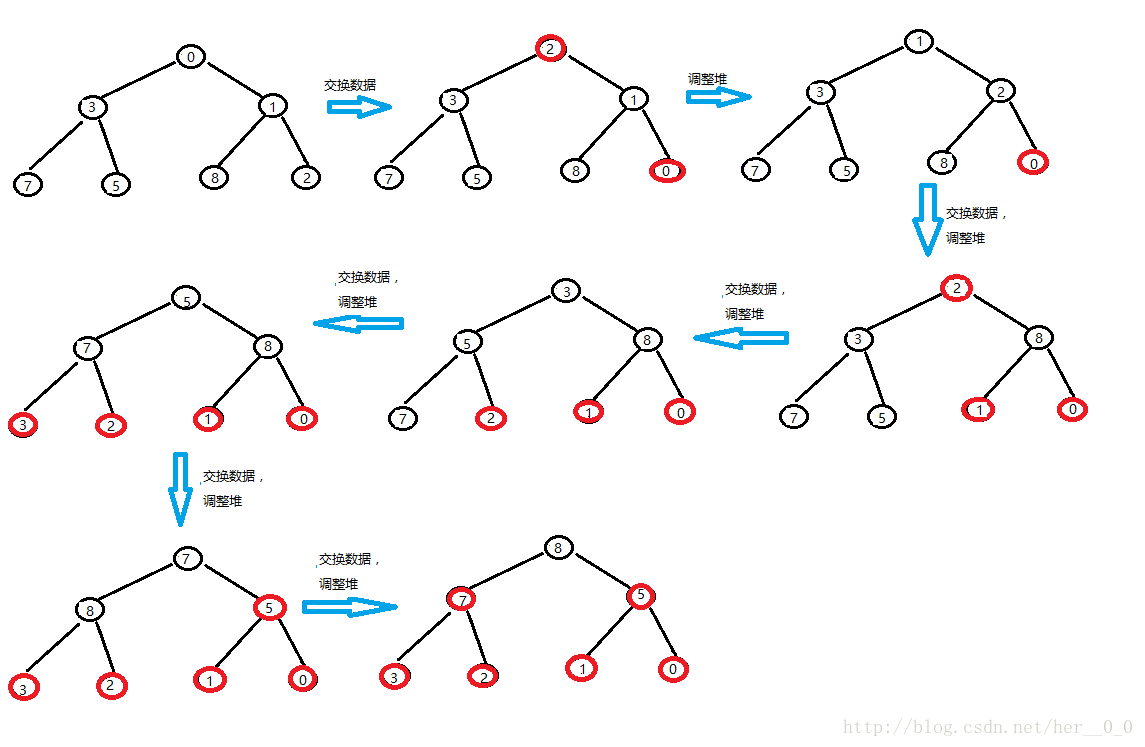 0
3 1
7 5 8 2
交换数据
2
3 1
7 5 8 0
调整堆
1
3 2
7 5 8 0
交换数据，
调整堆
2
3 8
7 5 1 0
交换数据，
调整堆
3
5 8
7 2 1 0
交换数据，
调整堆
5
7 8
3 2 1 0
交换数据，
调整堆
7
8 5
3 2 1 0
交换数据，
调整堆
8
7 5
3 2 1 0
http://blog.csdn.net/her__0_0